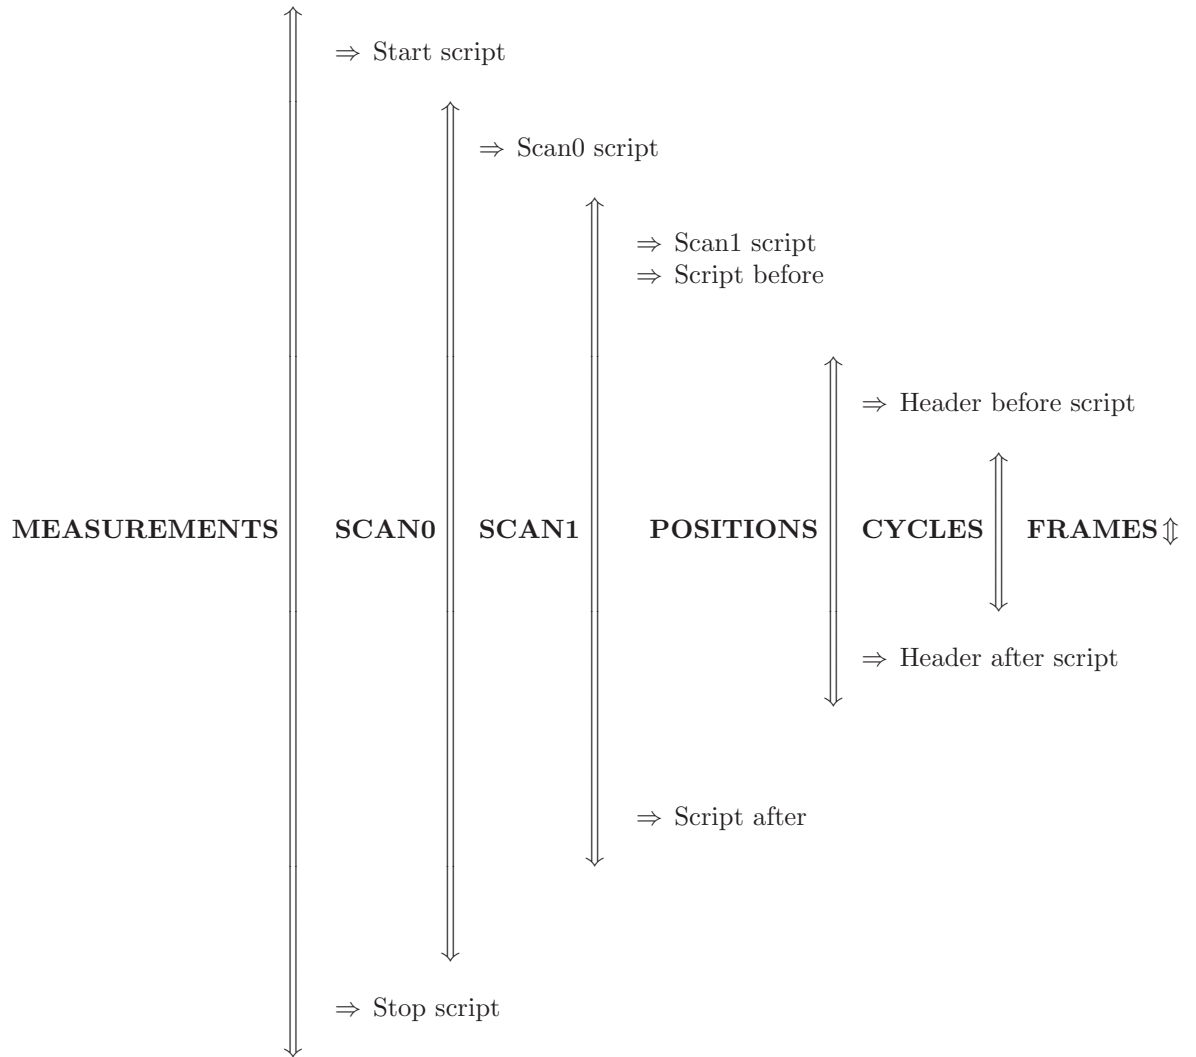 ⇒ Start script
⇒ Scan0 script
⇒ Scan1 script
⇒ Script before
⇒ Header before script
MEASUREMENTS SCAN0 SCAN1 POSITIONS CYCLES FRAMES
⇒ Header after script
⇒ Script after
⇒ Stop script